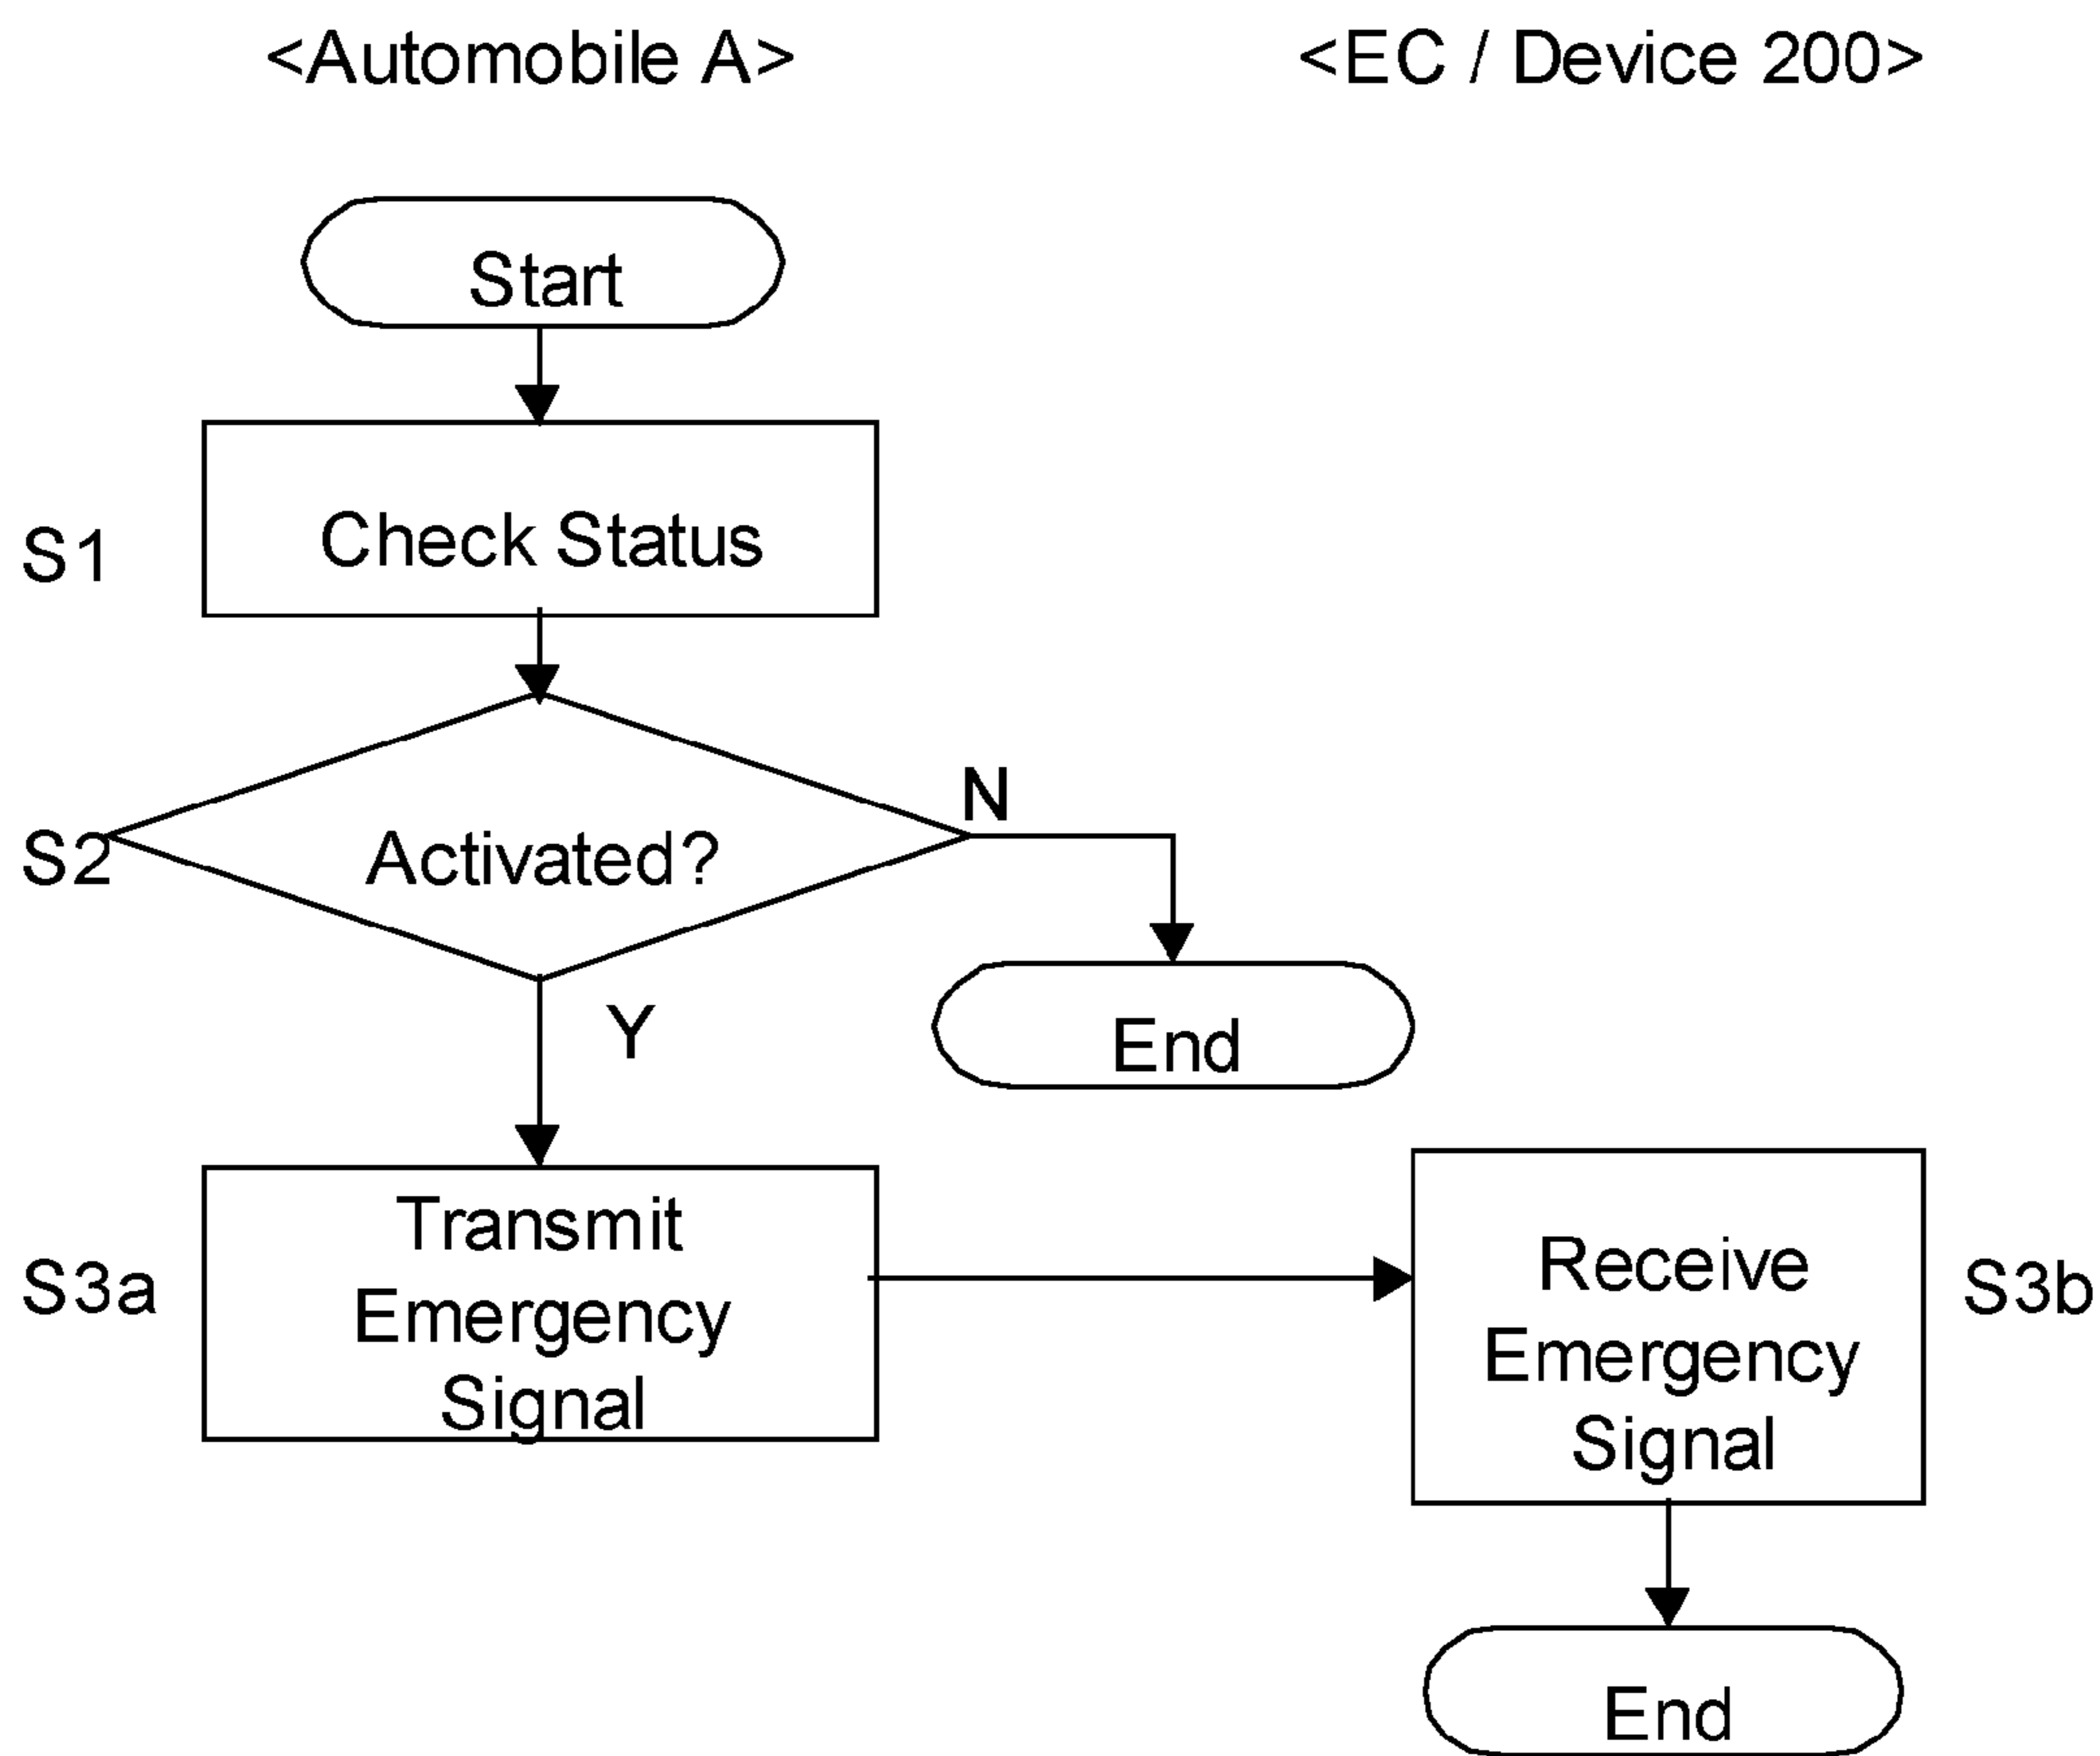 <Automobile A>
<EC / Device 200>
Start
S1
Check Status
S2
Activated?
N
Y
End
S3a
Transmit
Emergency
Signal
Receive
Emergency
Signal
S3b
End